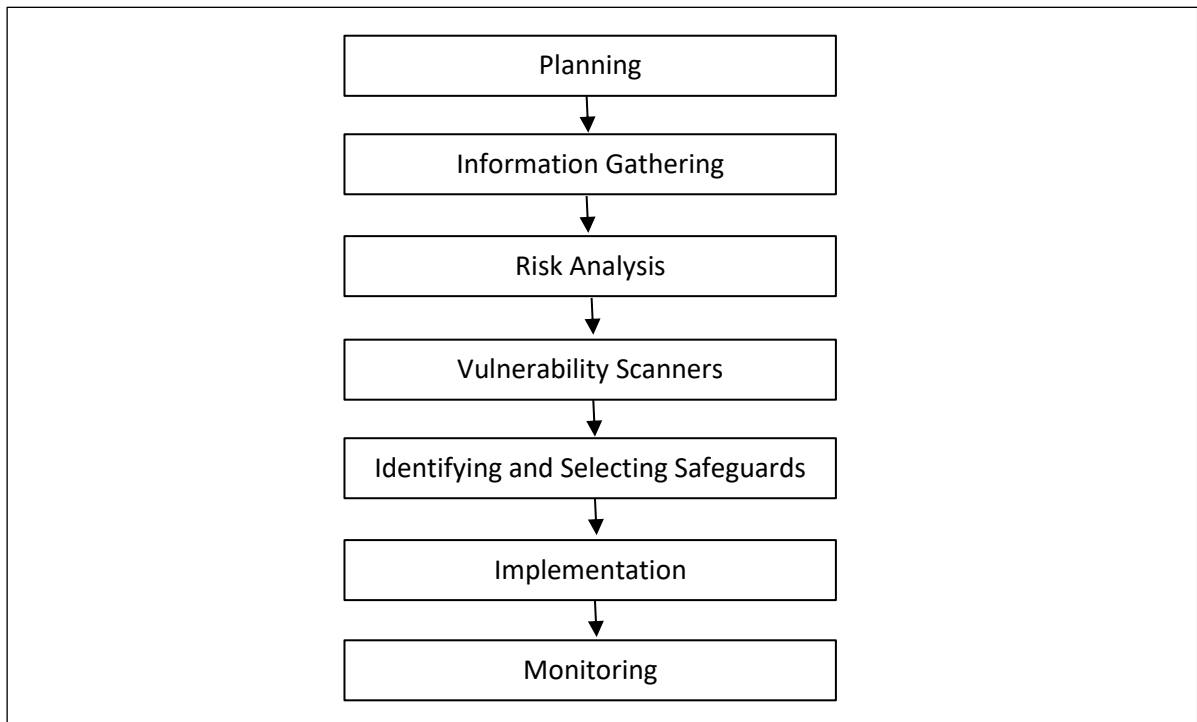 Planning
Information Gathering
Risk Analysis
Vulnerability Scanners
Identifying and Selecting Safeguards
Implementation
Monitoring